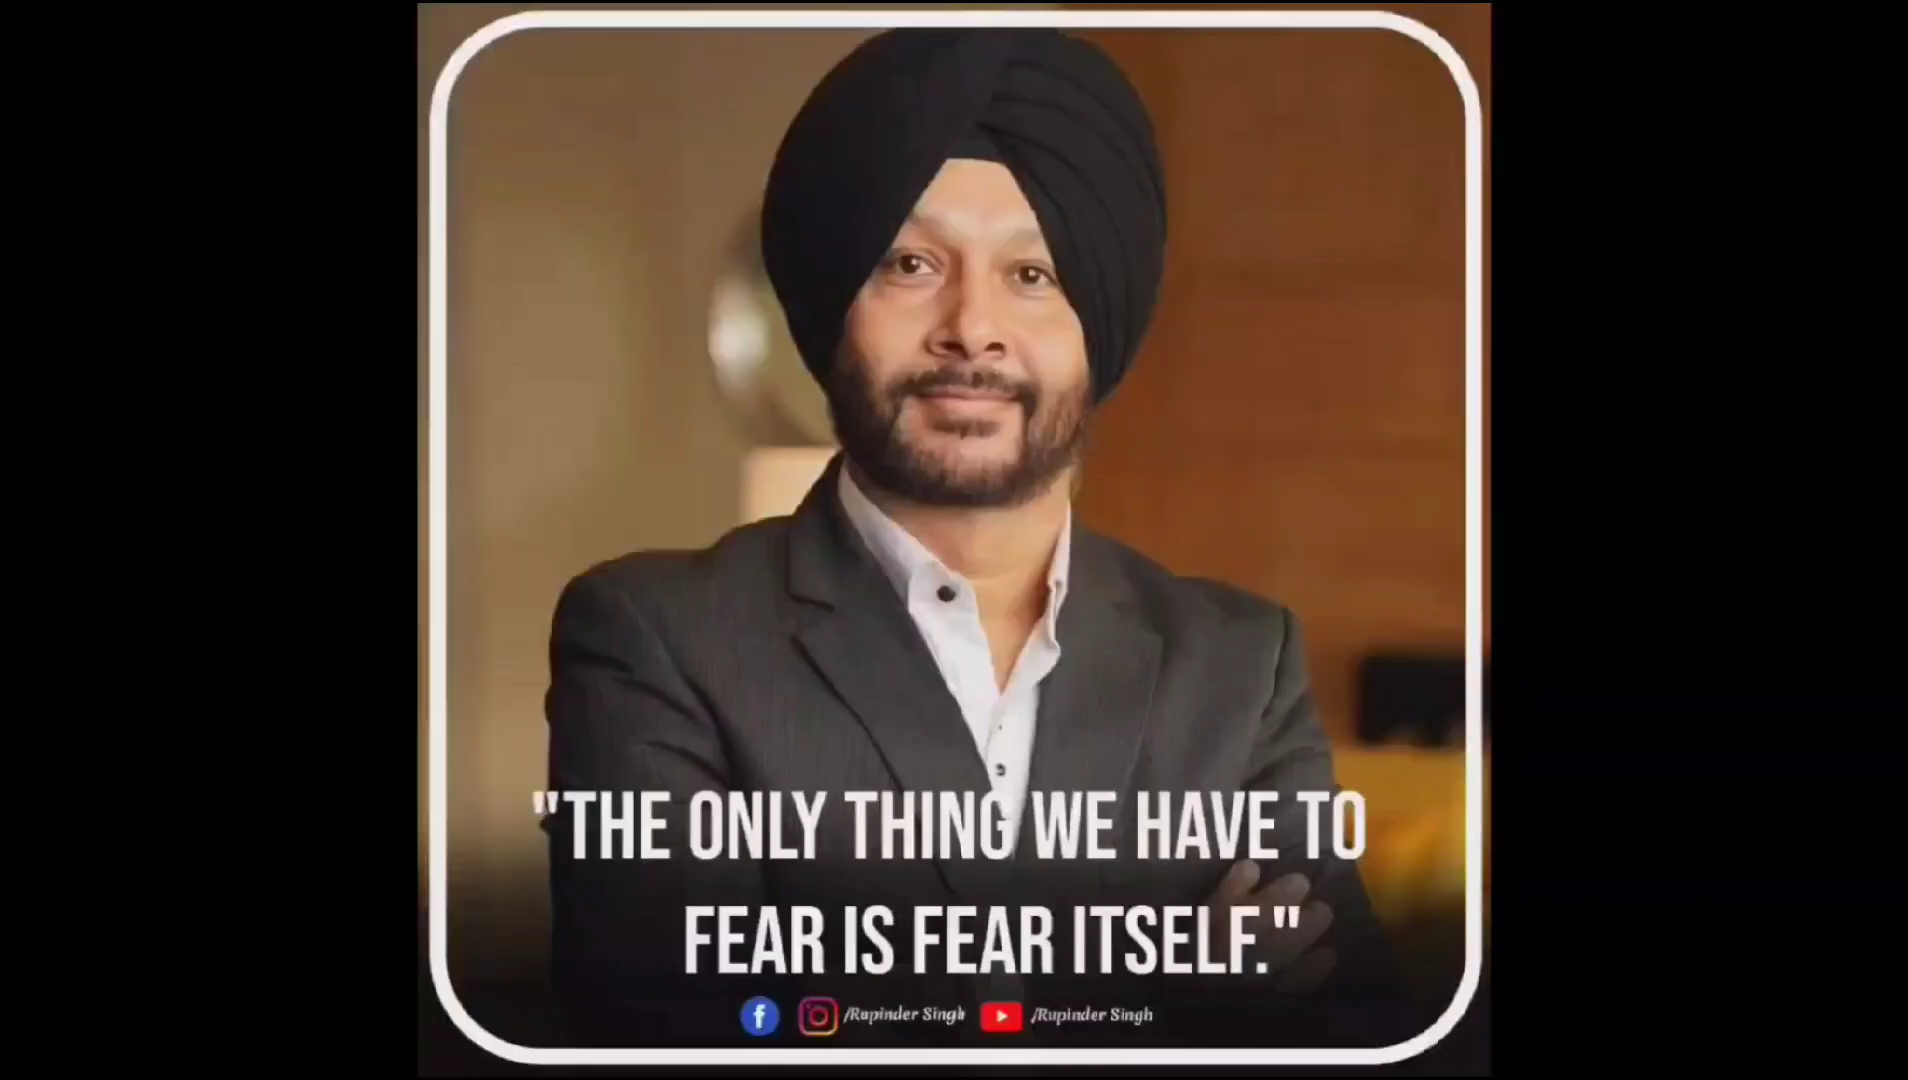 "THE ONLY THING WE HAVE TO
FEAR IS FEAR ITSELF."
/Rupinder Singh /Rupinder Singh